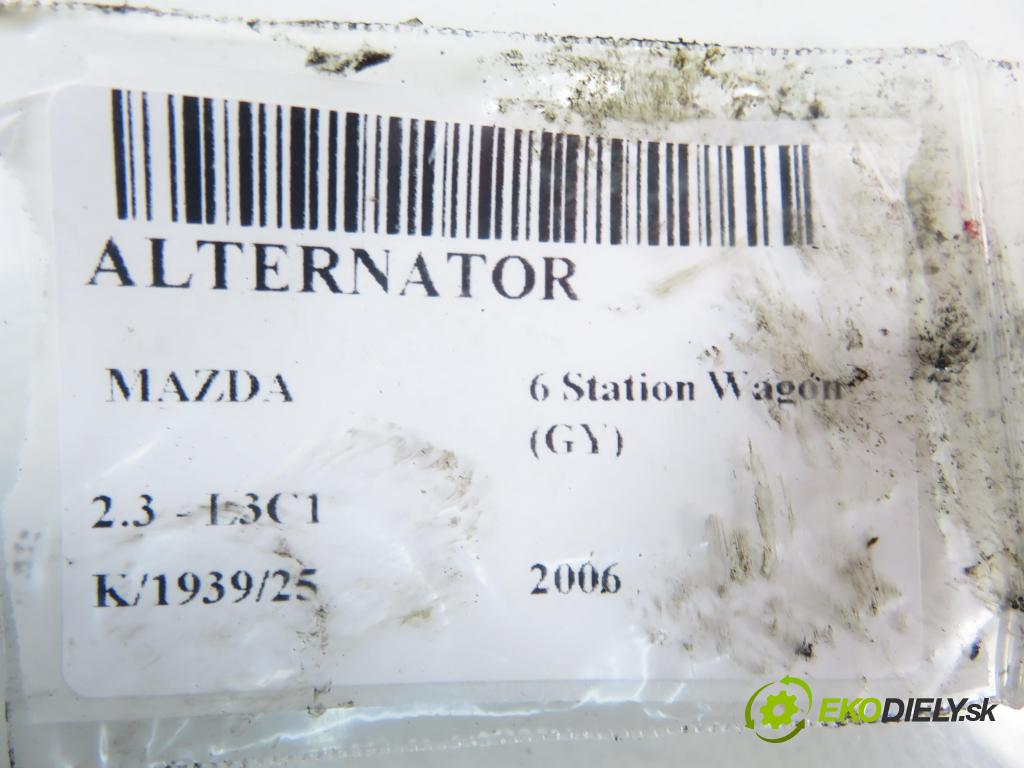 ALTERNATOR
MAZDA 6 Station Wagon
(GY)
2.3 - L3C1
K/1939/25 2006
EKODIELY.sk